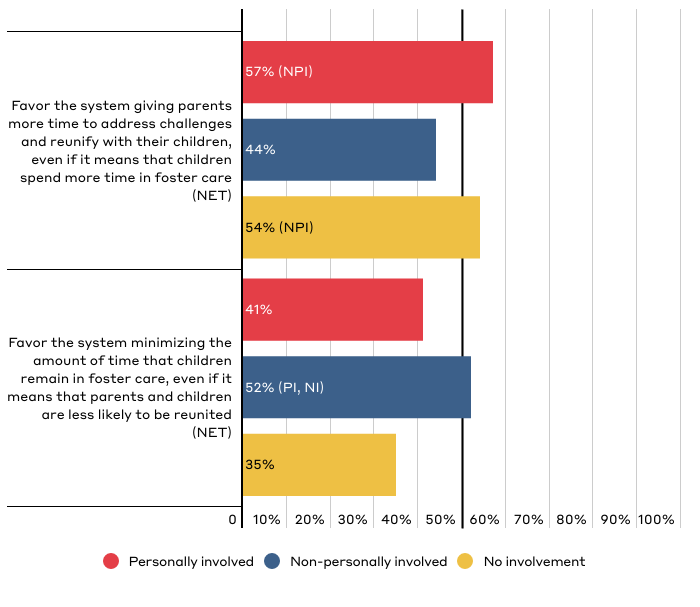 Favor the system giving parents
more time to address challenges
and reunify with their children,
even if it means that children
spend more time in foster care
(NET)
57% (NPI)
44%
54% (NPI)
Favor the system minimizing the
amount of time that children
remain in foster care, even if it
means that parents and children
are less likely to be reunited
(NET)
41%
52% (PI, NI)
35%
0 10% 20% 30% 40% 50% 60% 70% 80% 90% 100%
Personally involved Non-personally involved No involvement